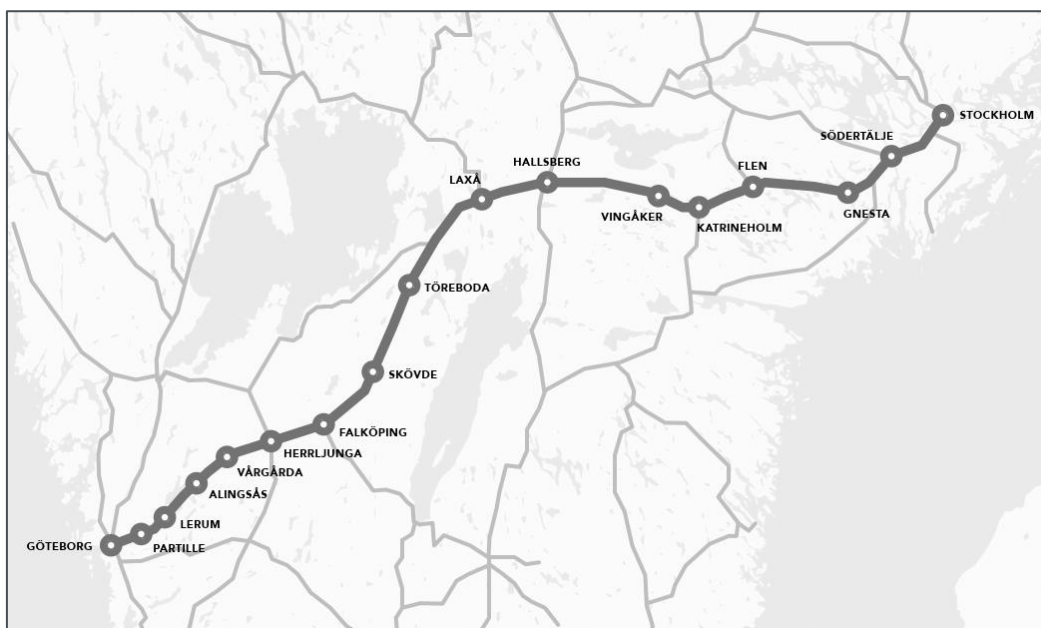 STOCKHOLM
SÖDERTÄLJE
HALLSBERG
FLEN
LAXÅ
GNESTA
VINGÅKER
KATRINEHOLM
TÖREBODA
SKÖVDE
FALKÖPING
HERRLJUNGA
VÅRGÅRDA
ALINGSÅS
LERUM
GÖTEBORG
PARTILLE